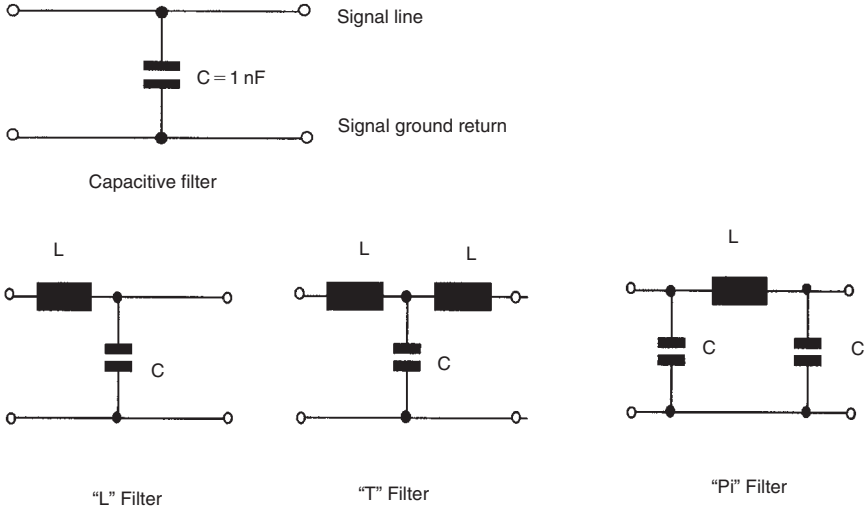 Signal line
C = 1 nF
Signal ground return
Capacitive filter
L
L
L
L
C
C
C
C
“L” Filter
“T” Filter
“Pi” Filter